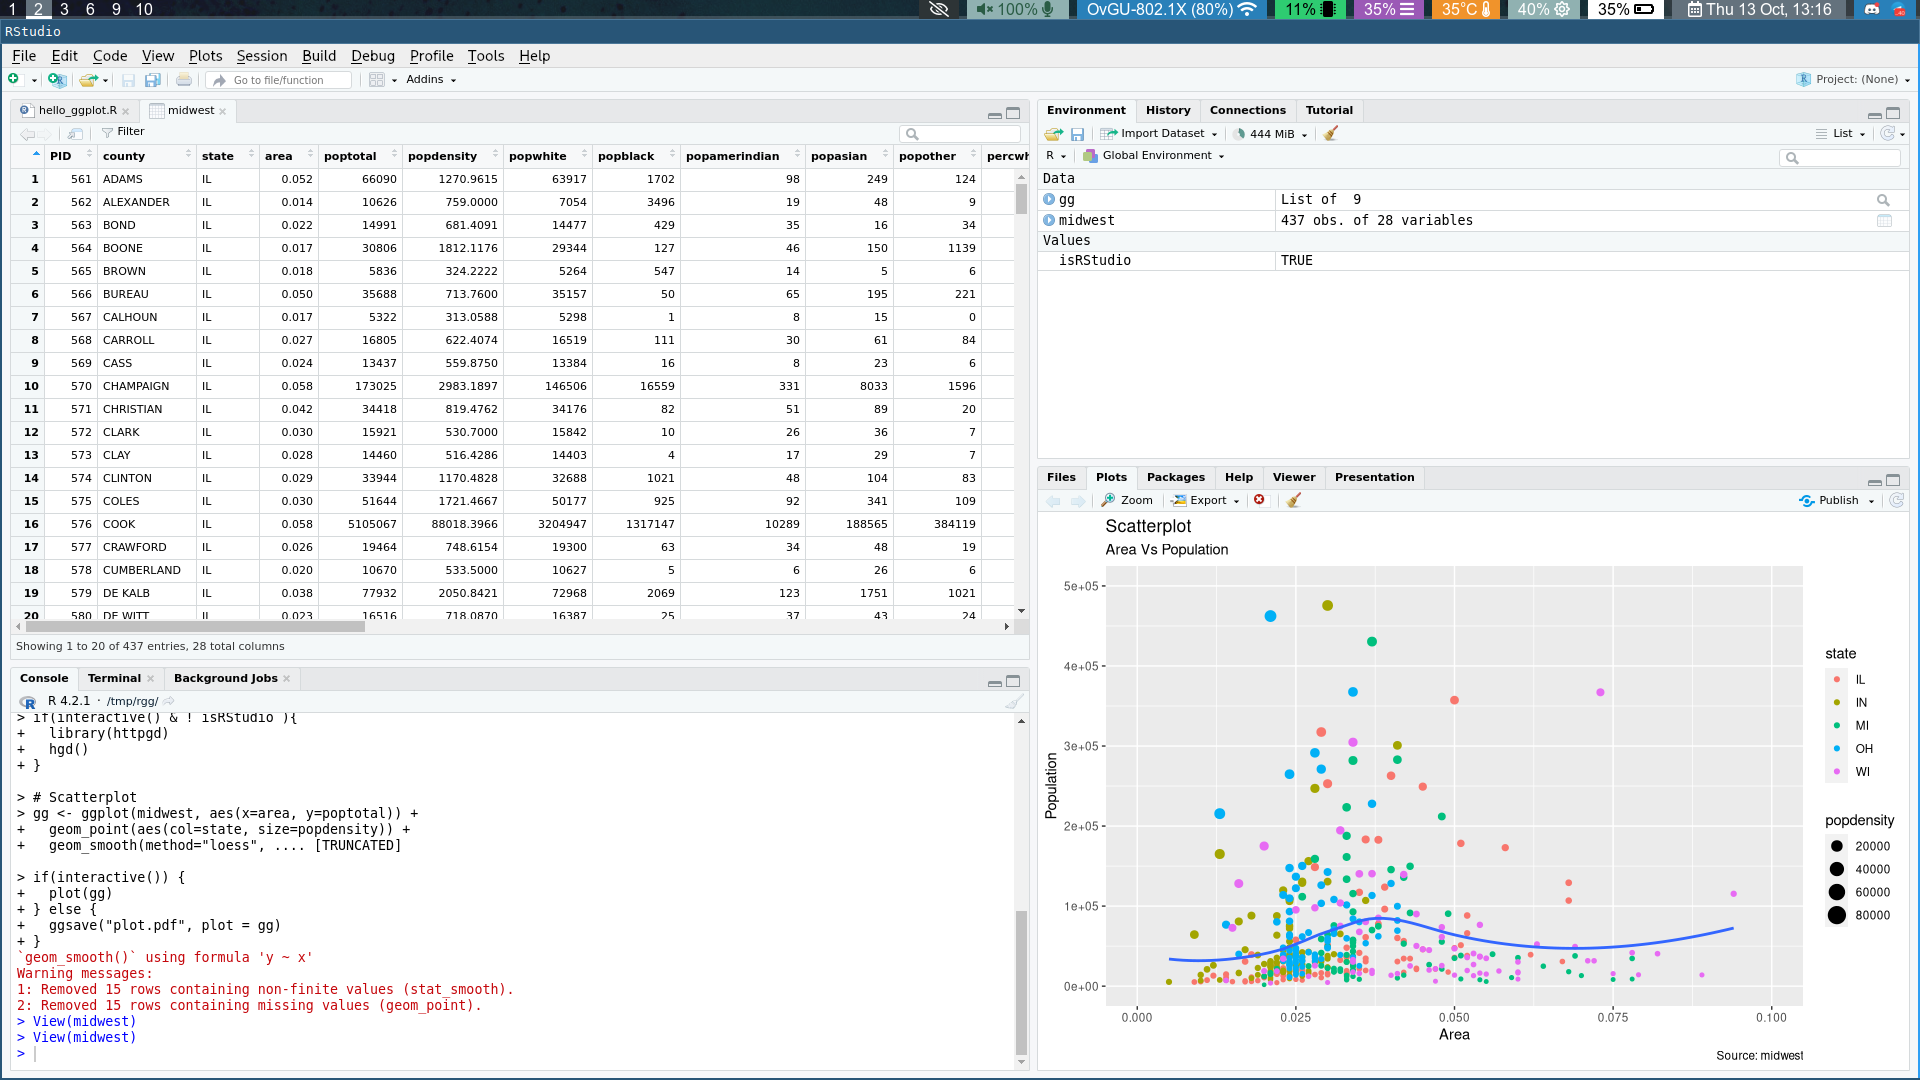 1 2 3 6 9 10 100% OvGU-802.1X (80%) 11% 35% 35°C 40% 35% Thu 13 Oct, 13:16
RStudio
File Edit Code View Plots Session Build Debug Profile Tools Help
Go to file/function Addins Project: (None)
hello_ggplot.R midwest
Filter
PID county state area poptotal popdensity popwhite popblack popamerindian popasian popother percwh
1 561 ADAMS IL 0.052 66090 1270.9615 63917 1702 98 249 124
2 562 ALEXANDER IL 0.014 10626 759.0000 7054 3496 19 48 9
3 563 BOND IL 0.022 14991 681.4091 14477 429 35 16 34
4 564 BOONE IL 0.017 30806 1812.1176 29344 127 46 150 1139
5 565 BROWN IL 0.018 5836 324.2222 5264 547 14 5 6
6 566 BUREAU IL 0.050 35688 713.7600 35157 50 65 195 221
7 567 CALHOUN IL 0.017 5322 313.0588 5298 1 8 15 0
8 568 CARROLL IL 0.027 16805 622.4074 16519 111 30 61 84
9 569 CASS IL 0.024 13437 559.8750 13384 16 8 23 6
10 570 CHAMPAIGN IL 0.058 173025 2983.1897 146506 16559 331 8033 1596
11 571 CHRISTIAN IL 0.042 34418 819.4762 34176 82 51 89 20
12 572 CLARK IL 0.030 15921 530.7000 15842 10 26 36 7
13 573 CLAY IL 0.028 14460 516.4286 14403 4 17 29 7
14 574 CLINTON IL 0.029 33944 1170.4828 32688 1021 48 104 83
15 575 COLES IL 0.030 51644 1721.4667 50177 925 92 341 109
16 576 COOK IL 0.058 5105067 88018.3966 3204947 1317147 10289 188565 384119
17 577 CRAWFORD IL 0.026 19464 748.6154 19300 63 34 48 19
18 578 CUMBERLAND IL 0.020 10670 533.5000 10627 5 6 26 6
19 579 DE KALB IL 0.038 77932 2050.8421 72968 2069 123 1751 1021
20 580 DE WITT IL 0.023 16516 718.0870 16387 25 37 43 24
Showing 1 to 20 of 437 entries, 28 total columns
Console Terminal Background Jobs
R 4.2.1 · /tmp/rgg/
> if(interactive() & ! isRStudio ){
+   library(httpgd)
+   hgd()
+ }
> # Scatterplot
> gg <- ggplot(midwest, aes(x=area, y=poptotal)) +
+   geom_point(aes(col=state, size=popdensity)) +
+   geom_smooth(method="loess", .... [TRUNCATED]
> if(interactive()) {
+   plot(gg)
+ } else {
+   ggsave("plot.pdf", plot = gg)
+ }
`geom_smooth()` using formula 'y ~ x'
Warning messages:
1: Removed 15 rows containing non-finite values (stat_smooth).
2: Removed 15 rows containing missing values (geom_point).
> View(midwest)
> View(midwest)
>
Environment History Connections Tutorial
Import Dataset 444 MiB List
R Global Environment
Data
gg List of  9
midwest 437 obs. of 28 variables
Values
isRStudio TRUE
Files Plots Packages Help Viewer Presentation
Zoom Export Publish
Scatterplot
Area Vs Population
5e+05
4e+05
3e+05
2e+05
1e+05
0e+00
Population
0.000 0.025 0.050 0.075 0.100
Area
Source: midwest
state
IL
IN
MI
OH
WI
popdensity
20000
40000
60000
80000